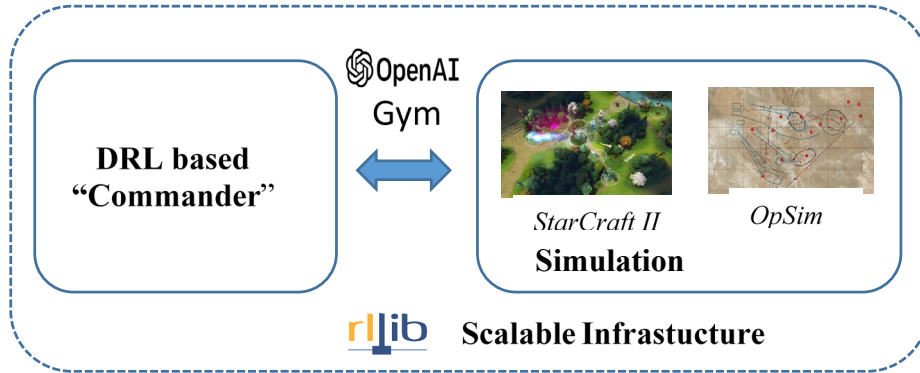 OpenAI
Gym
DRL based
“Commander”
StarCraft II
OpSim
Simulation
rllib
Scalable Infrastucture